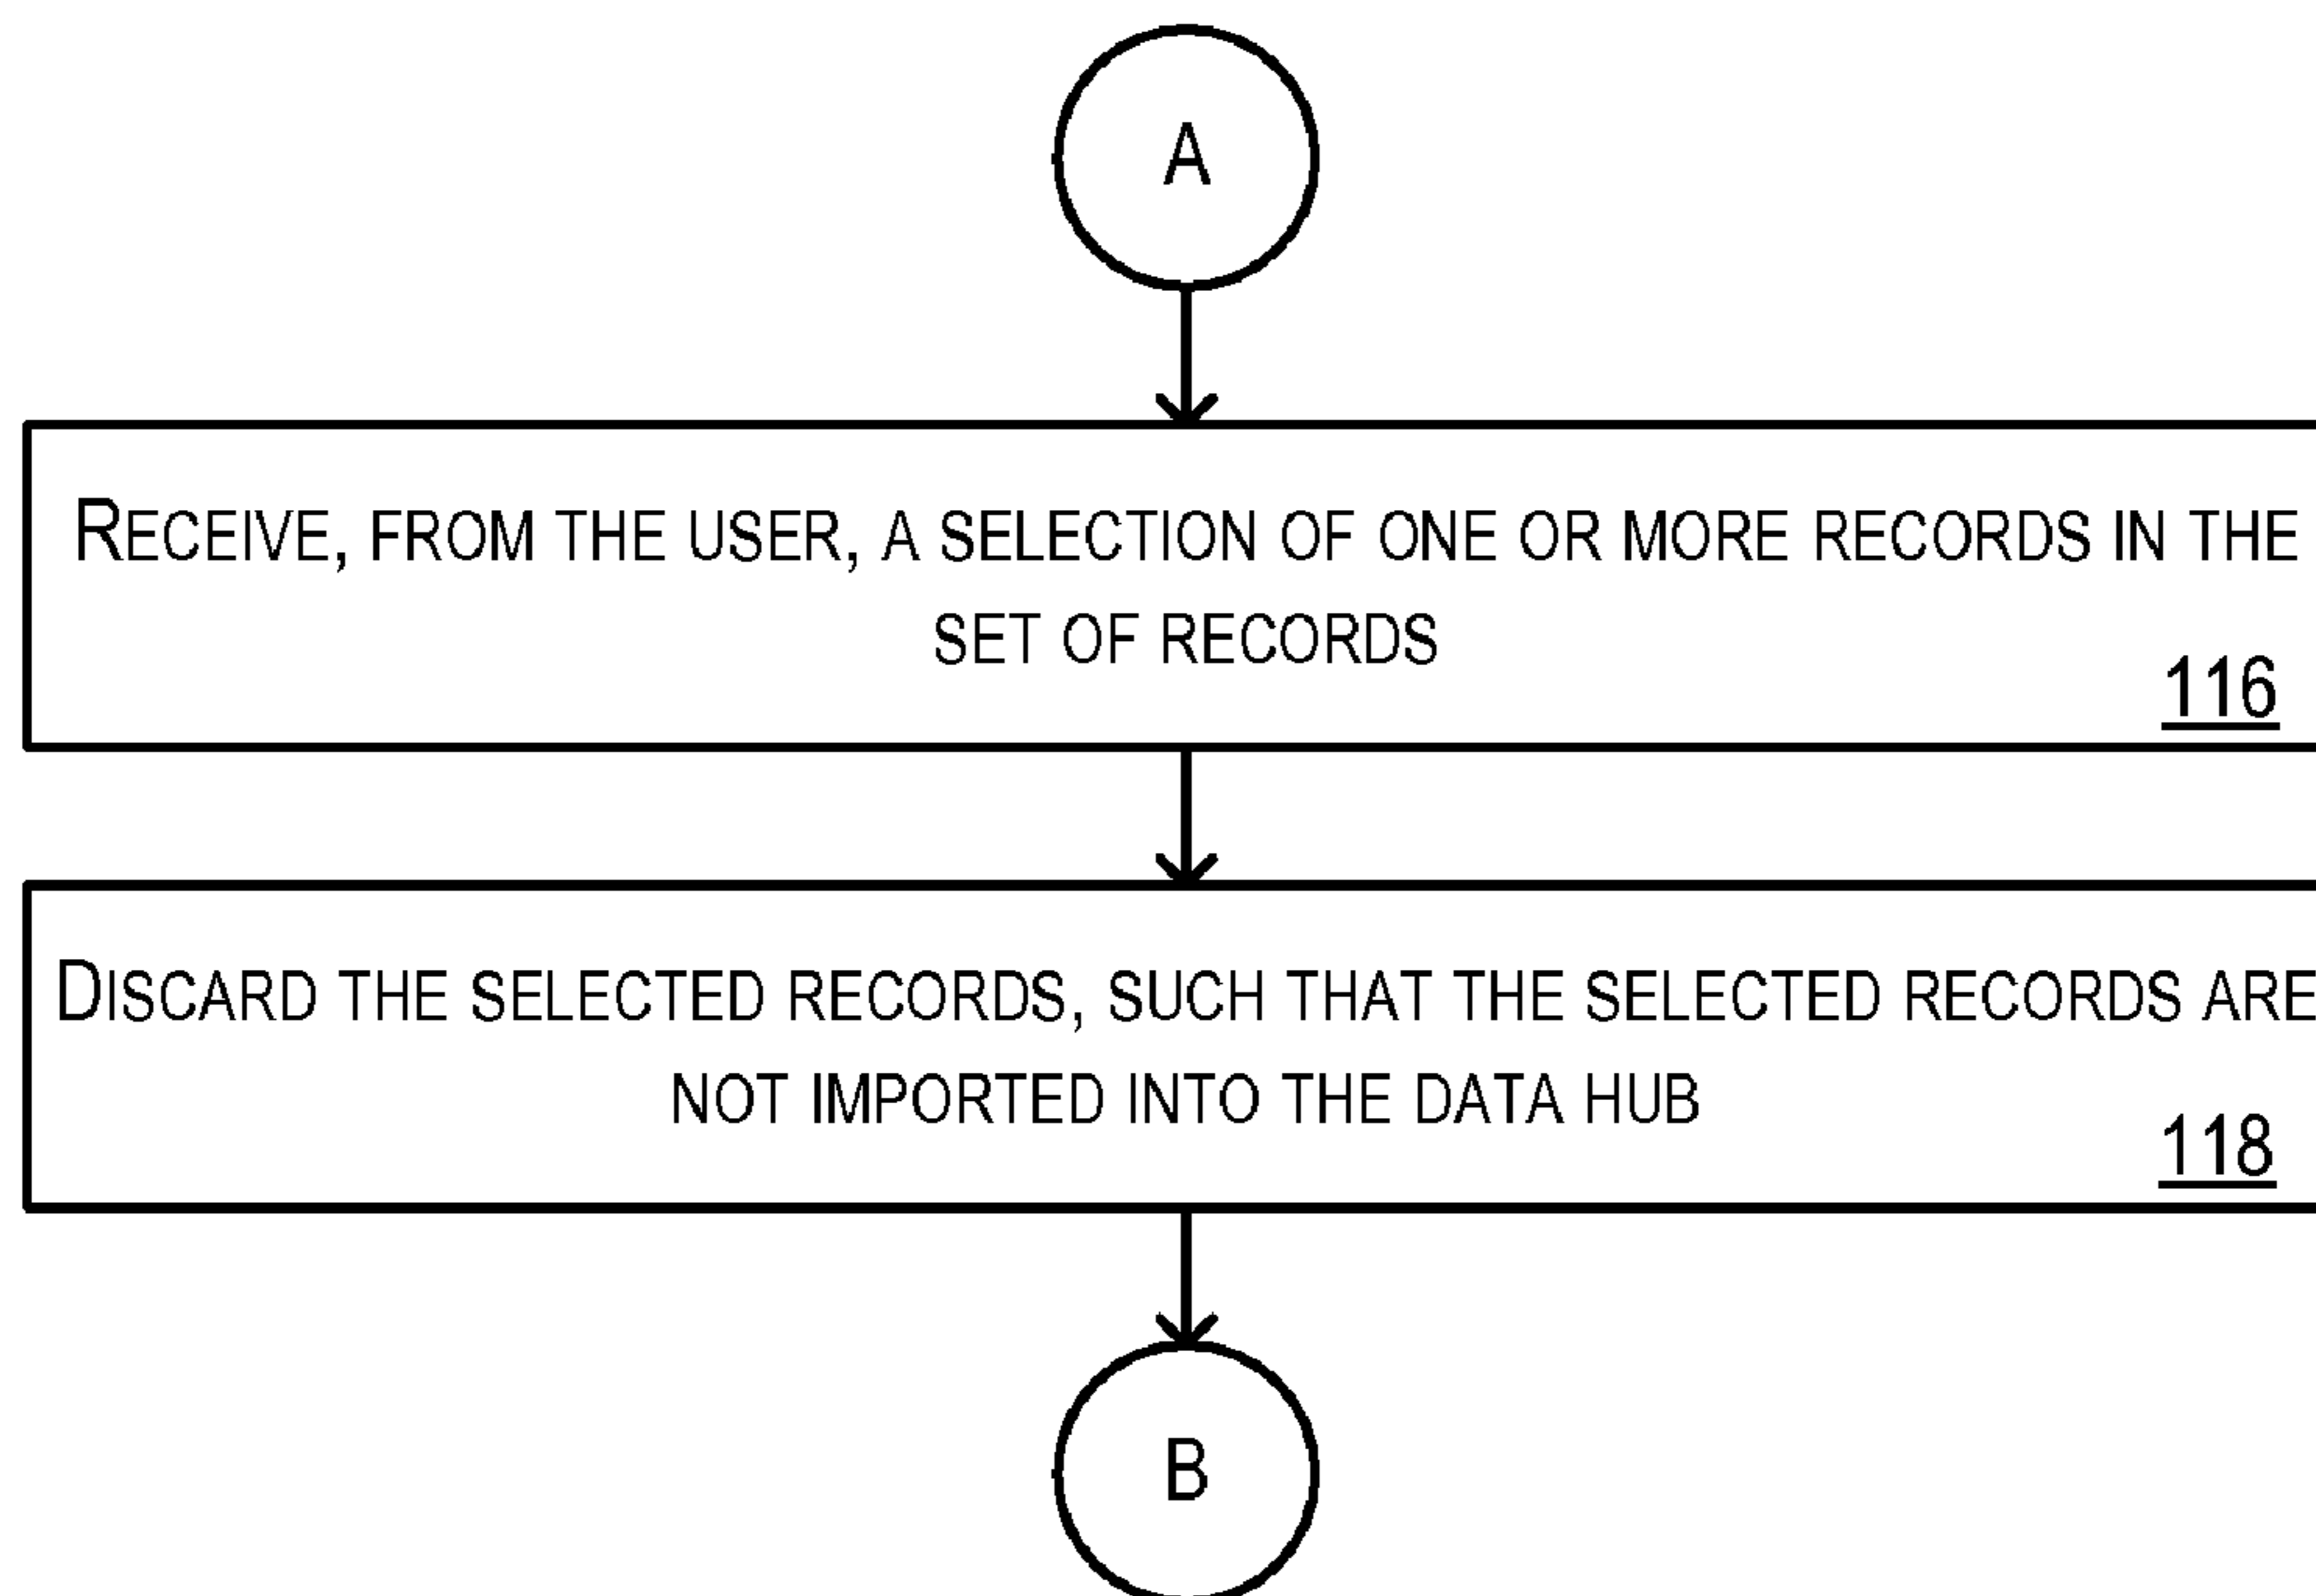 A
RECEIVE, FROM THE USER, A SELECTION OF ONE OR MORE RECORDS IN THE
SET OF RECORDS
116
DISCARD THE SELECTED RECORDS, SUCH THAT THE SELECTED RECORDS ARE
NOT IMPORTED INTO THE DATA HUB
118
B